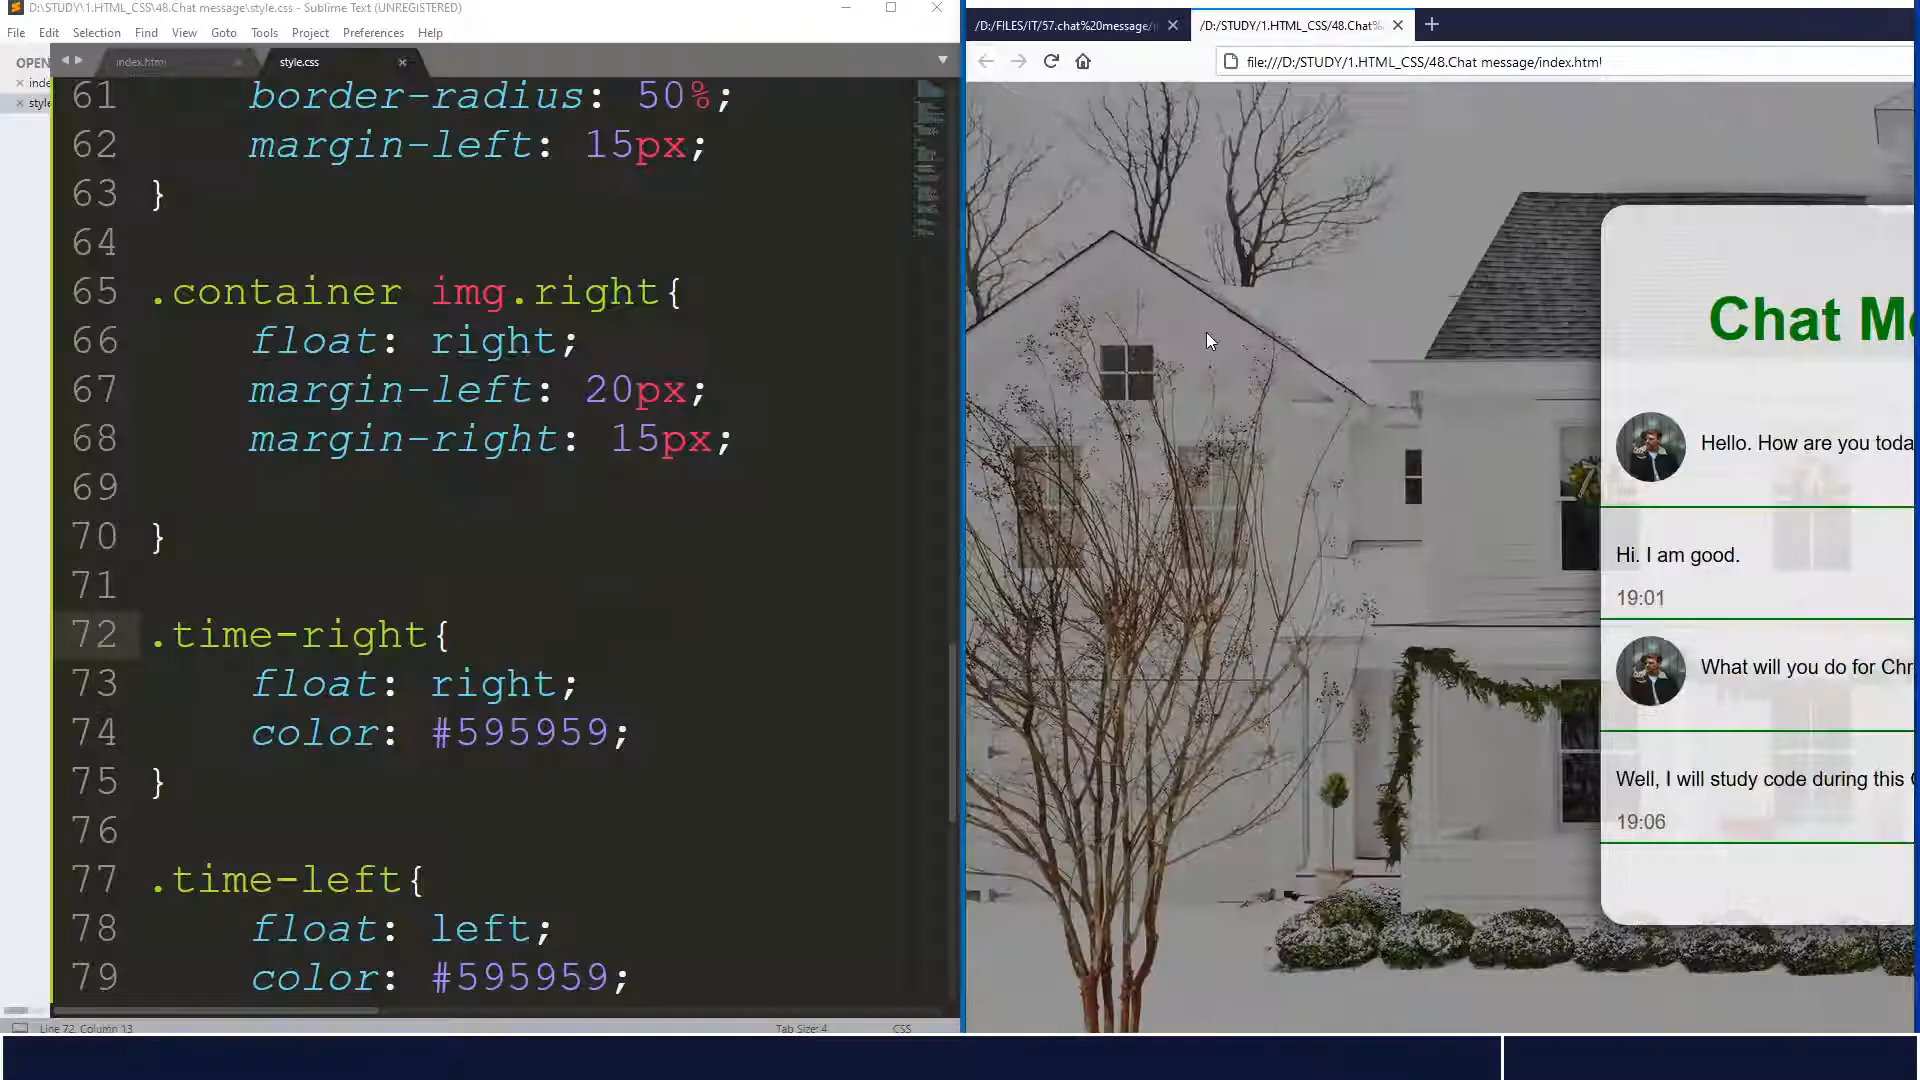 D:\STUDY\1.HTML_CSS\48.Chat message\style.css - Sublime Text (UNREGISTERED)
File Edit Selection Find View Goto Tools Project Preferences Help
OPEN
inde
style
index.html
style.css
61 border-radius: 50%;
62 margin-left: 15px;
63 }
64
65 .container img.right{
66 float: right;
67 margin-left: 20px;
68 margin-right: 15px;
69
70 }
71
72 .time-right{
73 float: right;
74 color: #595959;
75 }
76
77 .time-left{
78 float: left;
79 color: #595959;
Line 72, Column 13
Tab Size: 4
CSS
/D:/FILES/IT/57.chat%20message/
/D:/STUDY/1.HTML_CSS/48.Chat%
file:///D:/STUDY/1.HTML_CSS/48.Chat message/index.html
Chat Me
Hello. How are you toda
Hi. I am good.
19:01
What will you do for Chr
Well, I will study code during this
19:06